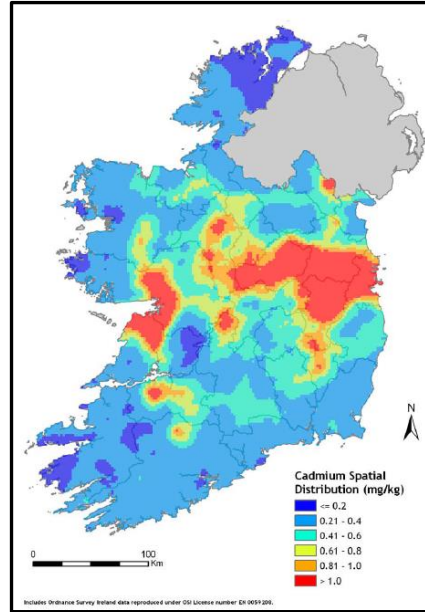 N
Cadmium Spatial
Distribution (mg/kg)
<= 0.2
0.21 - 0.4
0.41 - 0.6
0.61 - 0.8
0.81 - 1.0
> 1.0
0 100
Km
Includes Ordnance Survey Ireland data reproduced under OSi License number EN 0059208.